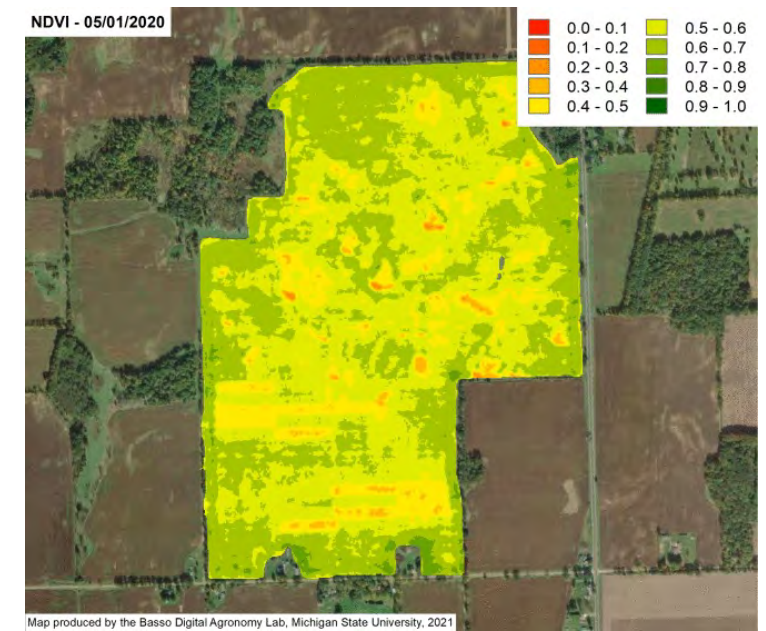 NDVI - 05/01/2020
0.0 - 0.1
0.1 - 0.2
0.2 - 0.3
0.3 - 0.4
0.4 - 0.5
0.5 - 0.6
0.6 - 0.7
0.7 - 0.8
0.8 - 0.9
0.9 - 1.0
Map produced by the Basso Digital Agronomy Lab, Michigan State University, 2021